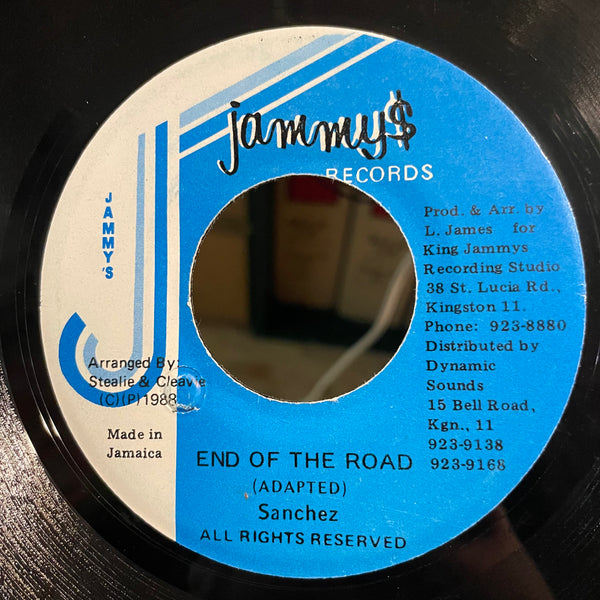 jammy$
RECORDS
JAMMY'S
Prod. & Arr. by
L. James for
King Jammys
Recording Studio
38 St. Lucia Rd.,
Kingston 11.
Phone: 923-8880
Distributed by
Dynamic
Sounds
15 Bell Road,
Kgn., 11
923-9138
923-9168
Arranged By:
Stealie & Cleavie
(C)(P)1988
Made in
Jamaica
END OF THE ROAD
(ADAPTED)
Sanchez
ALL RIGHTS RESERVED